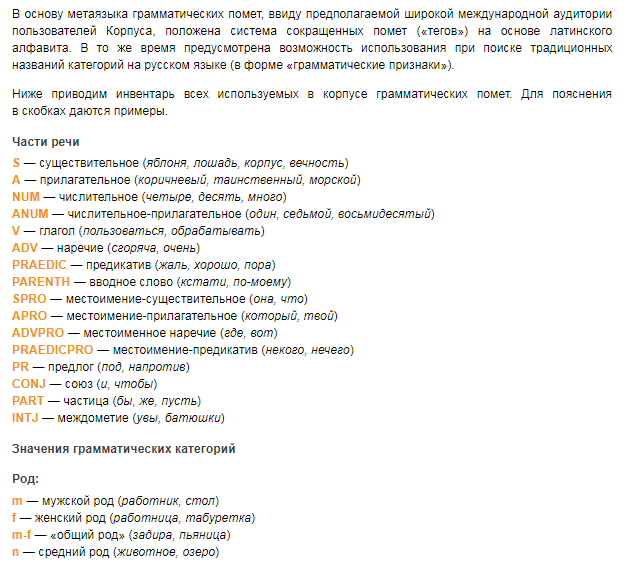 В основу метаязыка грамматических помет, ввиду предполагаемой широкой международной аудитории
пользователей Корпуса, положена система сокращенных помет («тегов») на основе латинского
алфавита. В то же время предусмотрена возможность использования при поиске традиционных
названий категорий на русском языке (в форме «грамматические признаки»).
Ниже приводим инвентарь всех используемых в корпусе грамматических помет. Для пояснения
в скобках даются примеры.
Части речи
S — существительное (яблоня, лошадь, корпус, вечность)
A — прилагательное (коричневый, таинственный, морской)
NUM — числительное (четыре, десять, много)
ANUM — числительное-прилагательное (один, седьмой, восьмидесятый)
V — глагол (пользоваться, обрабатывать)
ADV — наречие (сгоряча, очень)
PRAEDIC — предикатив (жаль, хорошо, пора)
PARENTH — вводное слово (кстати, по-моему)
SPRO — местоимение-существительное (она, что)
APRO — местоимение-прилагательное (который, твой)
ADVPRO — местоименное наречие (где, вот)
PRAEDICPRO — местоимение-предикатив (некого, нечего)
PR — предлог (под, напротив)
CONJ — союз (и, чтобы)
PART — частица (бы, же, пусть)
INTJ — междометие (увы, батюшки)
Значения грамматических категорий
Род:
m — мужской род (работник, стол)
f — женский род (работница, табуретка)
m-f — «общий род» (задира, пьяница)
n — средний род (животное, озеро)